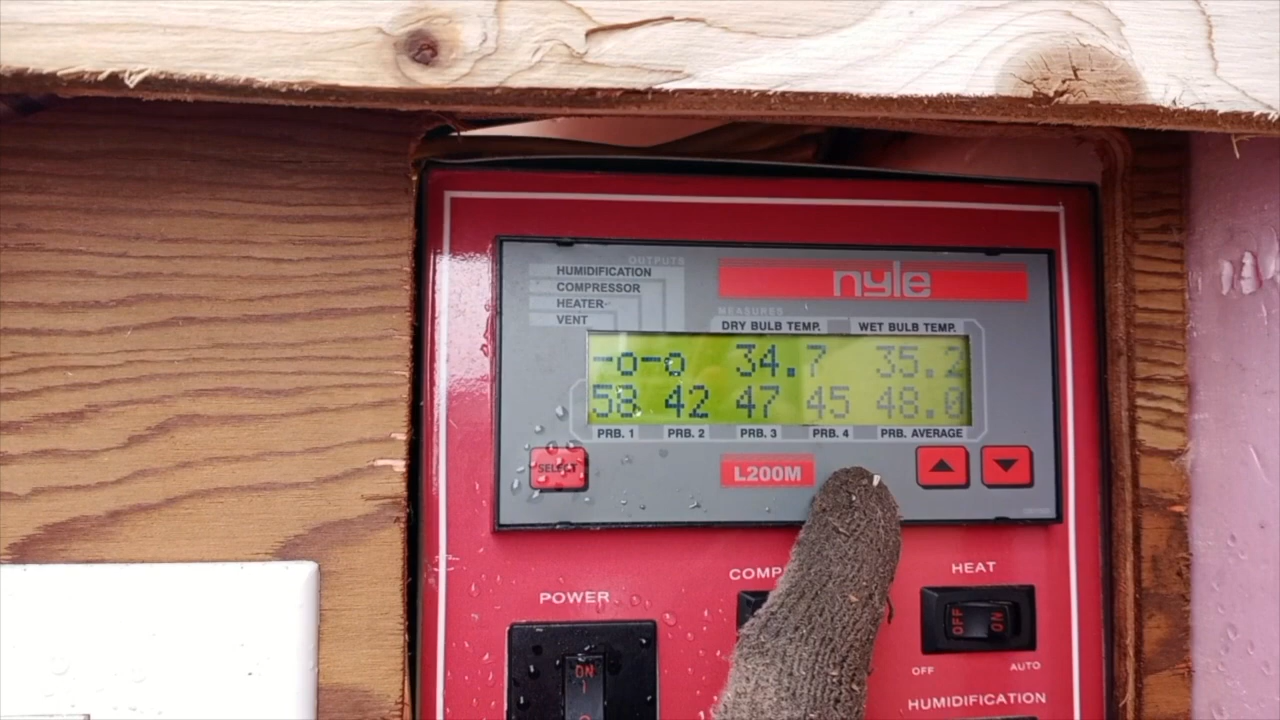 OUTPUTS
HUMIDIFICATION
COMPRESSOR
HEATER
VENT
nyle
MEASURES
DRY BULB TEMP. WET BULB TEMP.
-o-o 34.7 35.2
58 42 47 45 48.0
PRB. 1 PRB. 2 PRB. 3 PRB. 4 PRB. AVERAGE
SELECT
L200M
COMP
HEAT
POWER
OFF ON
OFF AUTO
ON
HUMIDIFICATION